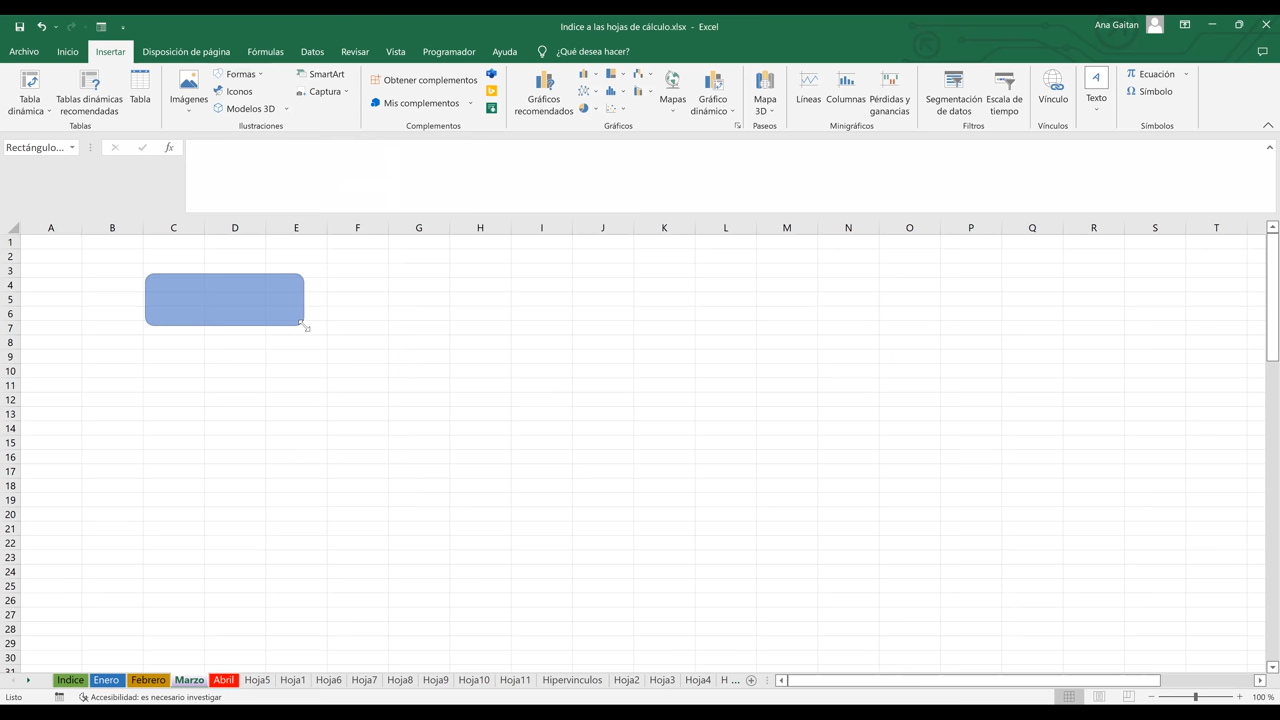 Indice a las hojas de cálculo.xlsx - Excel
Ana Gaitan
Archivo Inicio Insertar Disposición de página Fórmulas Datos Revisar Vista Programador Ayuda ¿Qué desea hacer?
Tabla dinámica
Tablas dinámicas recomendadas
Tabla
Tablas
Imágenes
Formas
Iconos
Modelos 3D
SmartArt
Captura
Ilustraciones
Obtener complementos
Mis complementos
Complementos
Gráficos recomendados
Mapas
Gráfico dinámico
Gráficos
Mapa 3D
Paseos
Líneas
Columnas
Pérdidas y ganancias
Minigráficos
Segmentación de datos
Escala de tiempo
Filtros
Vínculo
Vínculos
Texto
Ecuación
Símbolo
Símbolos
Rectángulo... fx
A B C D E F G H I J K L M N O P Q R S T
1
2
3
4
5
6
7
8
9
10
11
12
13
14
15
16
17
18
19
20
21
22
23
24
25
26
27
28
29
30
31
Indice Enero Febrero Marzo Abril Hoja5 Hoja1 Hoja6 Hoja7 Hoja8 Hoja9 Hoja10 Hoja11 Hipervínculos Hoja2 Hoja3 Hoja4 H ...
Listo Accesibilidad: es necesario investigar 100 %